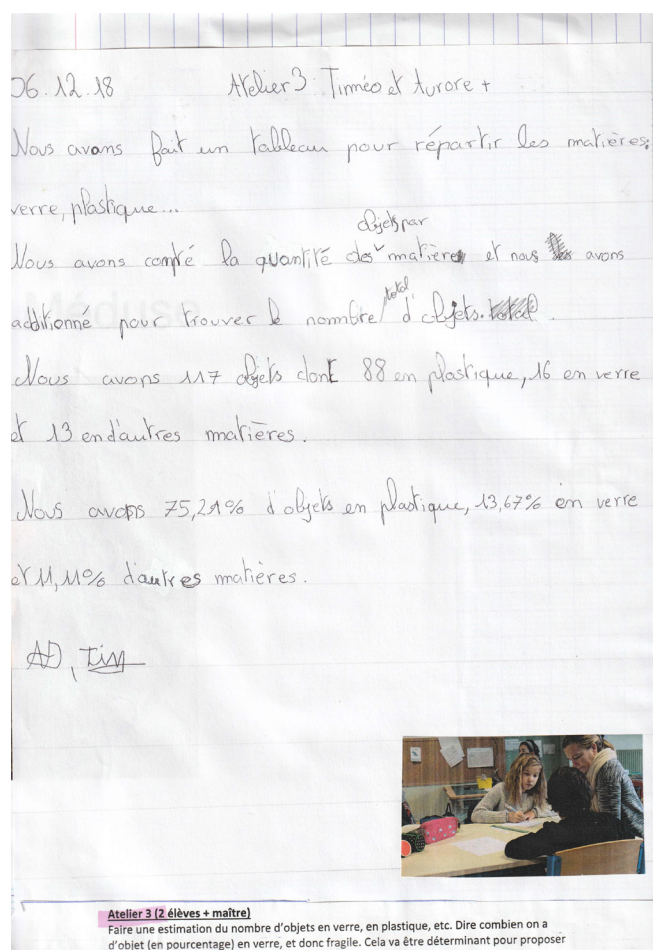 06.12.18 Atelier 3 : Timéo et Aurore +
Nous avons fait un tableau pour répartir les matières:
verre, plastique...
objets par
Nous avons compté la quantité des matière et nous avons
total
additionné pour trouver le nombre d'objets.
Nous avons 117 objets dont 88 en plastique, 16 en verre
et 13 en d'autres matières.
Nous avons 75,21% d'objets en plastique, 13,67% en verre
et 11,11% d'autres matières.
AD, Tim
Atelier 3 (2 élèves + maître)
Faire une estimation du nombre d'objets en verre, en plastique, etc. Dire combien on a
d'objet (en pourcentage) en verre, et donc fragile. Cela va être déterminant pour proposer